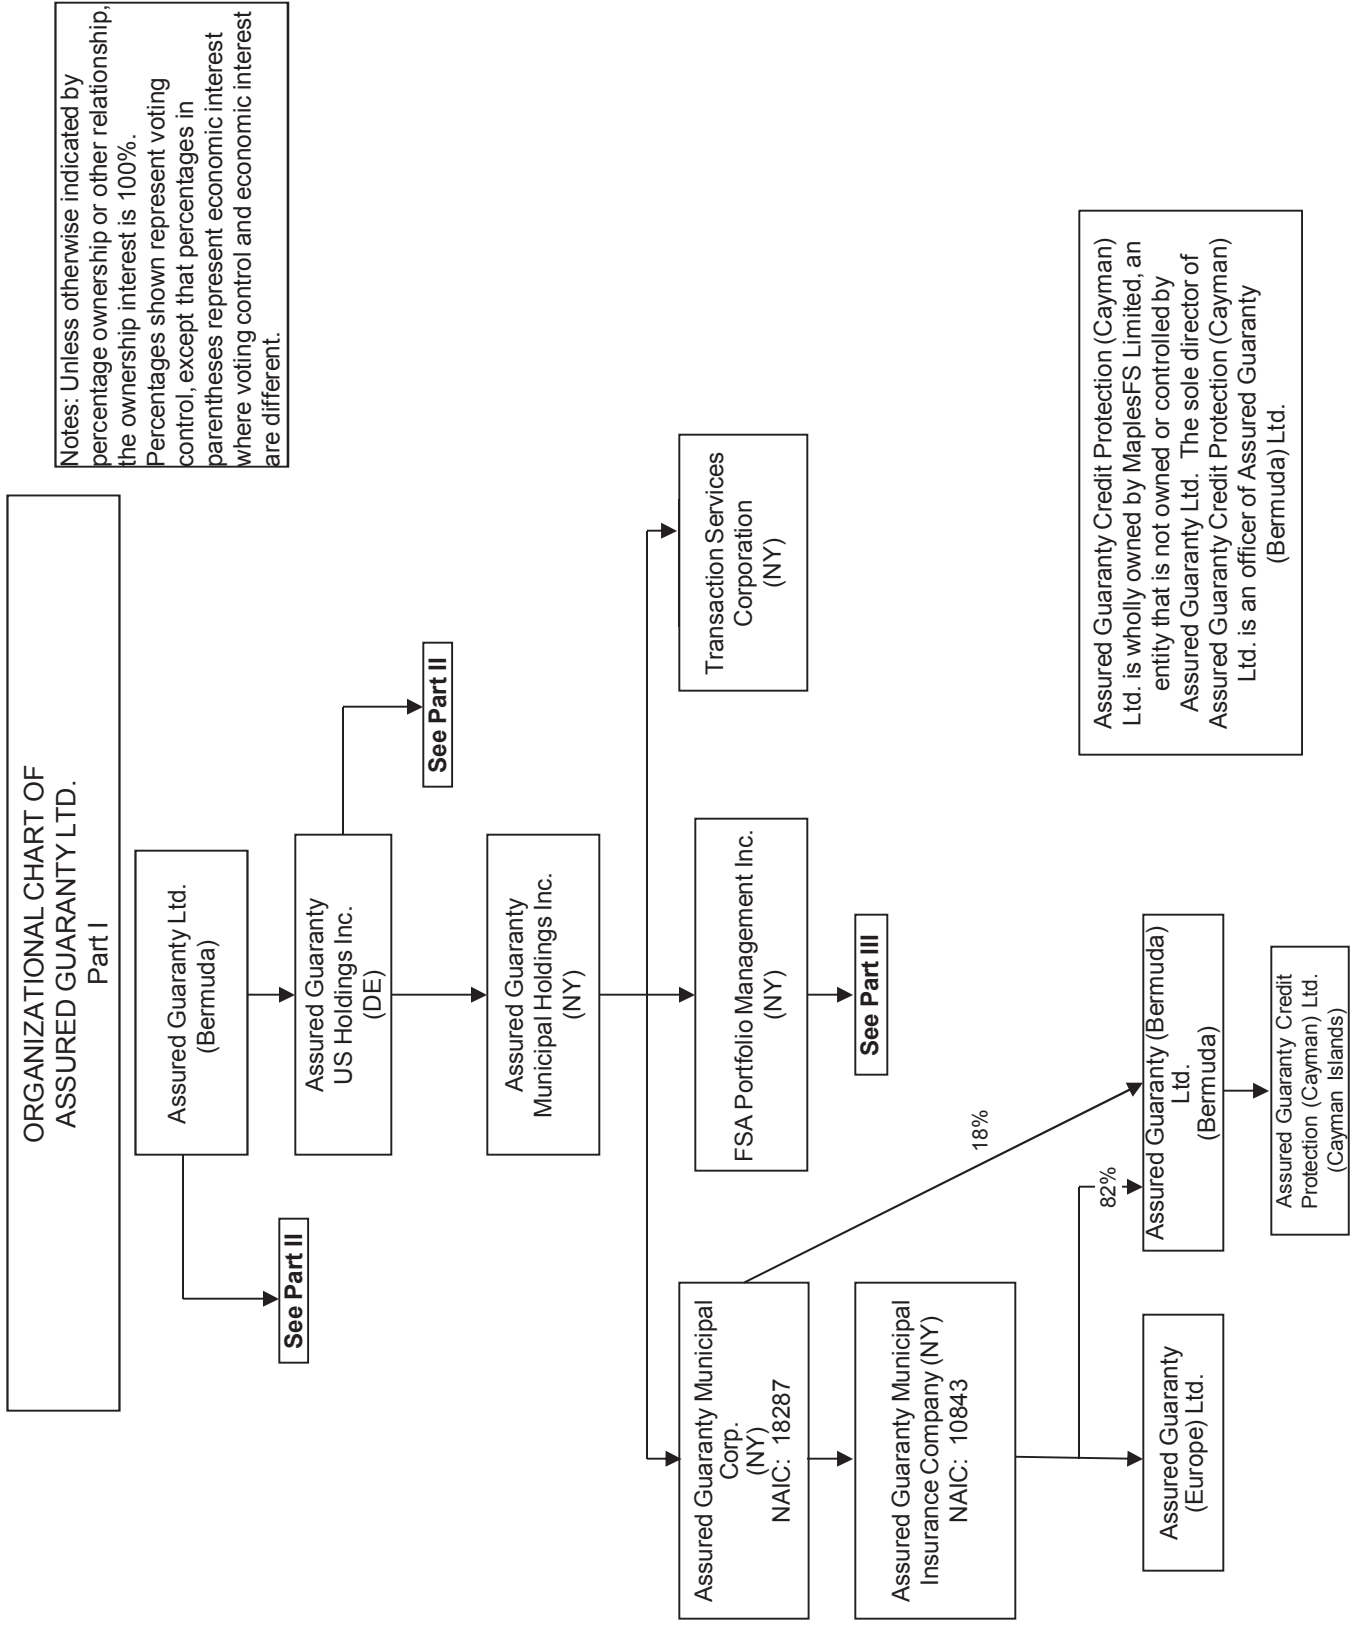 ORGANIZATIONAL CHART OF
ASSURED GUARANTY LTD.
Part I
Notes: Unless otherwise indicated by
percentage ownership or other relationship,
the ownership interest is 100%.
Percentages shown represent voting
control, except that percentages in
parentheses represent economic interest
where voting control and economic interest
are different.
Assured Guaranty Ltd.
(Bermuda)
See Part II
Assured Guaranty
US Holdings Inc.
(DE)
See Part II
Assured Guaranty
Municipal Holdings Inc.
(NY)
Assured Guaranty Municipal
Corp.
(NY)
NAIC: 18287
FSA Portfolio Management Inc.
(NY)
Transaction Services
Corporation
(NY)
Assured Guaranty Municipal
Insurance Company (NY)
NAIC: 10843
See Part III
18%
82%
Assured Guaranty
(Europe) Ltd.
Assured Guaranty (Bermuda)
Ltd.
(Bermuda)
Assured Guaranty Credit
Protection (Cayman) Ltd.
(Cayman Islands)
Assured Guaranty Credit Protection (Cayman)
Ltd. is wholly owned by MaplesFS Limited, an
entity that is not owned or controlled by
Assured Guaranty Ltd. The sole director of
Assured Guaranty Credit Protection (Cayman)
Ltd. is an officer of Assured Guaranty
(Bermuda) Ltd.